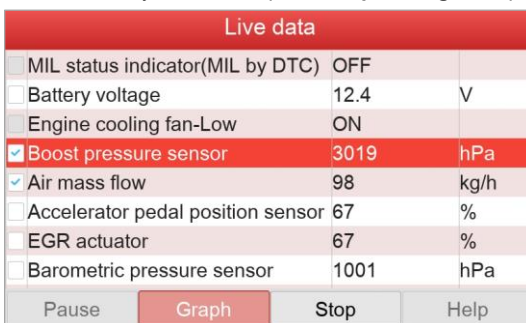 Live data
MIL status indicator(MIL by DTC) OFF
Battery voltage 12.4 V
Engine cooling fan-Low ON
Boost pressure sensor 3019 hPa
Air mass flow 98 kg/h
Accelerator pedal position sensor 67 %
EGR actuator 67 %
Barometric pressure sensor 1001 hPa
Pause Graph Stop Help